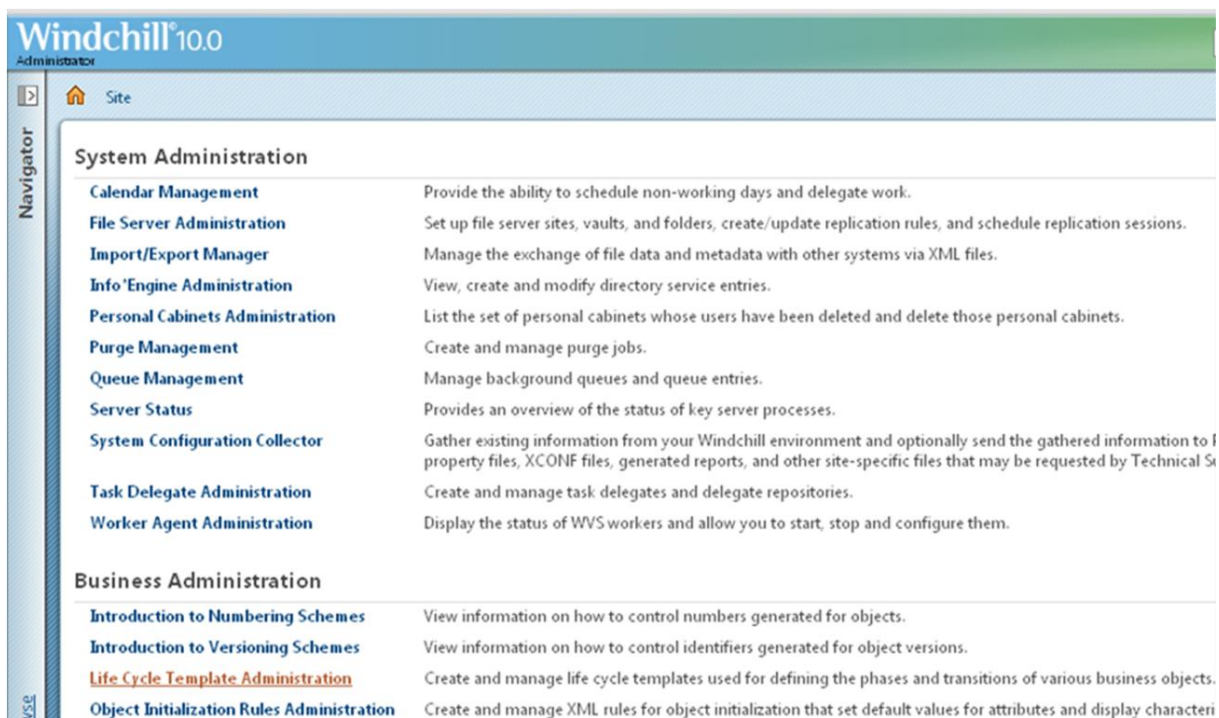 Windchill® 10.0
Administrator
Site
Navigator
System Administration
Calendar Management Provide the ability to schedule non-working days and delegate work.
File Server Administration Set up file server sites, vaults, and folders, create/update replication rules, and schedule replication sessions.
Import/Export Manager Manage the exchange of file data and metadata with other systems via XML files.
Info*Engine Administration View, create and modify directory service entries.
Personal Cabinets Administration List the set of personal cabinets whose users have been deleted and delete those personal cabinets.
Purge Management Create and manage purge jobs.
Queue Management Manage background queues and queue entries.
Server Status Provides an overview of the status of key server processes.
System Configuration Collector Gather existing information from your Windchill environment and optionally send the gathered information to
property files, XCONF files, generated reports, and other site-specific files that may be requested by Technical
Task Delegate Administration Create and manage task delegates and delegate repositories.
Worker Agent Administration Display the status of WVS workers and allow you to start, stop and configure them.
Business Administration
Introduction to Numbering Schemes View information on how to control numbers generated for objects.
Introduction to Versioning Schemes View information on how to control identifiers generated for object versions.
Life Cycle Template Administration Create and manage life cycle templates used for defining the phases and transitions of various business objects.
Object Initialization Rules Administration Create and manage XML rules for object initialization that set default values for attributes and display